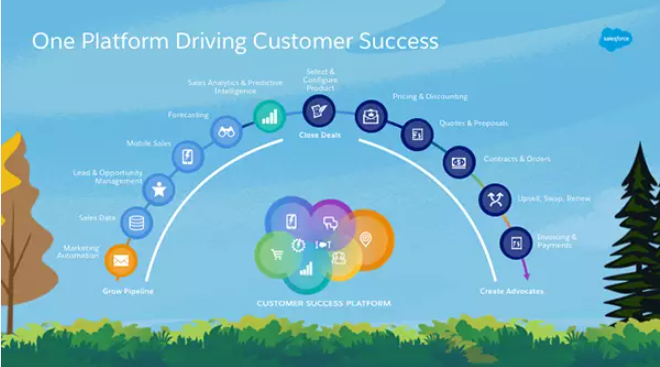 One Platform Driving Customer Success
salesforce
Select &
Configure
Product
Sales Analytics & Predictive
Intelligence
Pricing & Discounting
Forecasting
Quotes & Proposals
Close Deals
Mobile Sales
Contracts & Orders
Lead & Opportunity
Management
Upsell, Swap, Renew
Sales Data
Invoicing &
Payments
Marketing
Automation
Grow Pipeline
Create Advocates
CUSTOMER SUCCESS PLATFORM